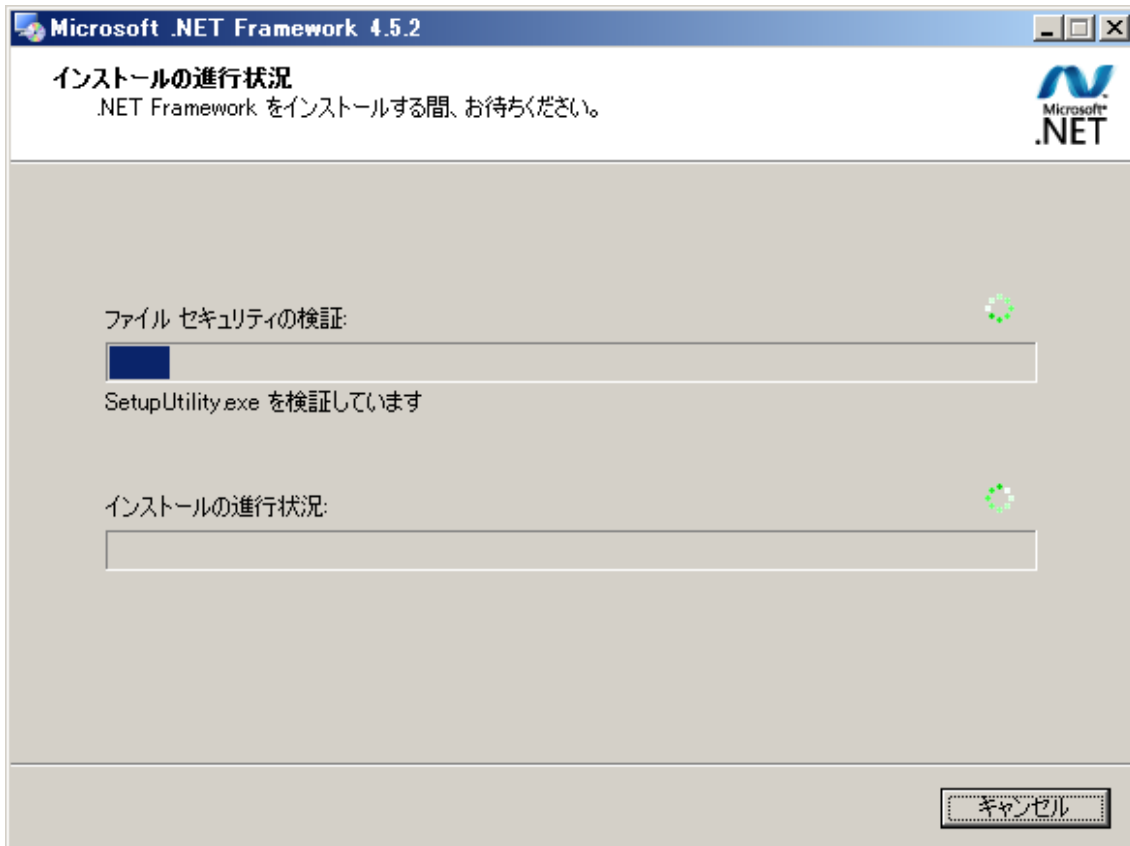 Microsoft .NET Framework 4.5.2
インストールの進行状況
.NET Framework をインストールする間、お待ちください。
Microsoft®
.NET
ファイル セキュリティの検証:
SetupUtility.exe を検証しています
インストールの進行状況:
キャンセル